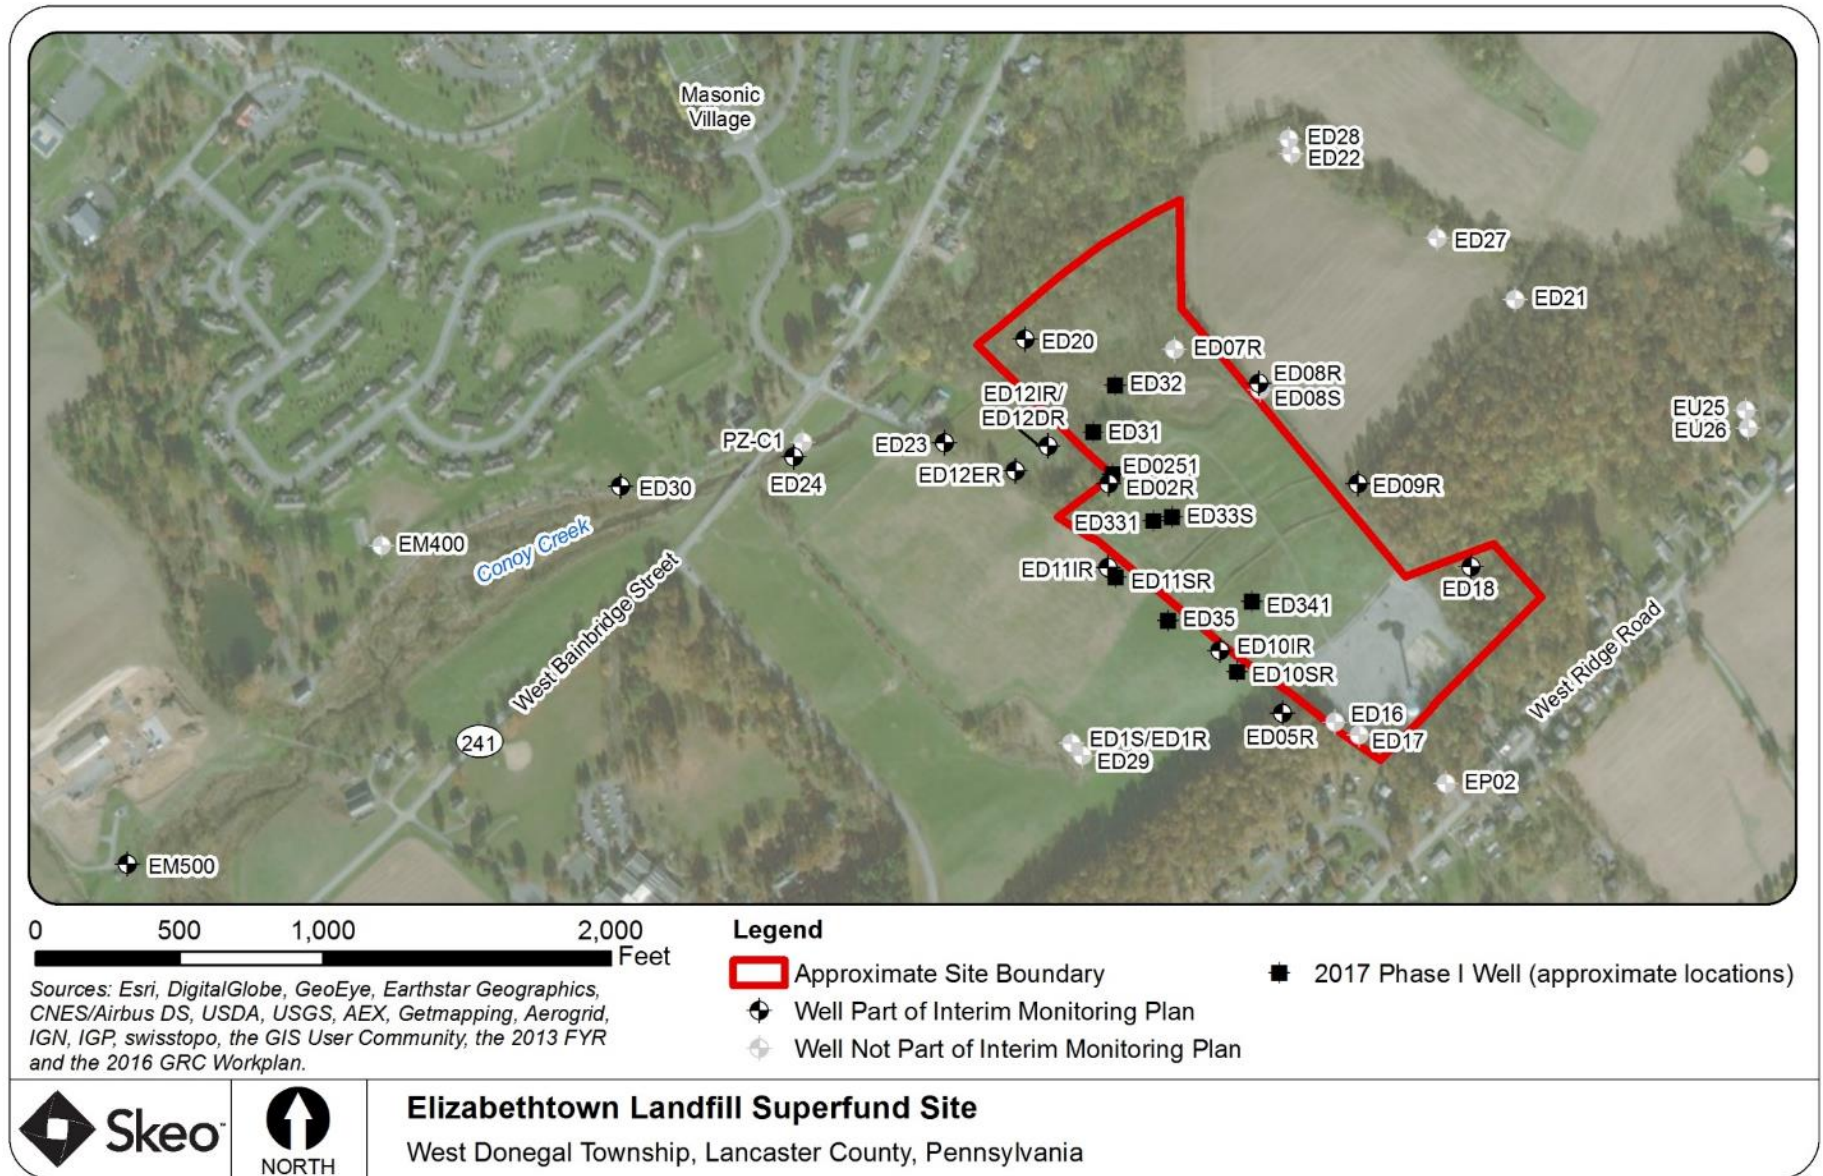 Masonic
Village
ED28
ED22
ED27
ED21
ED20
ED07R
ED32
ED08R
ED08S
ED12IR/
ED12DR
EU25
EU26
PZ-C1
ED23
ED31
ED24
ED12ER
ED0251
ED02R
ED30
ED09R
ED331
ED33S
EM400
Conoy Creek
ED11IR
ED11SR
ED18
ED341
ED35
West Bainbridge Street
ED10IR
ED10SR
West Ridge Road
241
ED1S/ED1R
ED29
ED05R
ED16
ED17
EP02
EM500
0 500 1,000 2,000
Feet
Sources: Esri, DigitalGlobe, GeoEye, Earthstar Geographics,
CNES/Airbus DS, USDA, USGS, AEX, Getmapping, Aerogrid,
IGN, IGP, swisstopo, the GIS User Community, the 2013 FYR
and the 2016 GRC Workplan.
Legend
Approximate Site Boundary
Well Part of Interim Monitoring Plan
Well Not Part of Interim Monitoring Plan
2017 Phase I Well (approximate locations)
Skeo
NORTH
Elizabethtown Landfill Superfund Site
West Donegal Township, Lancaster County, Pennsylvania